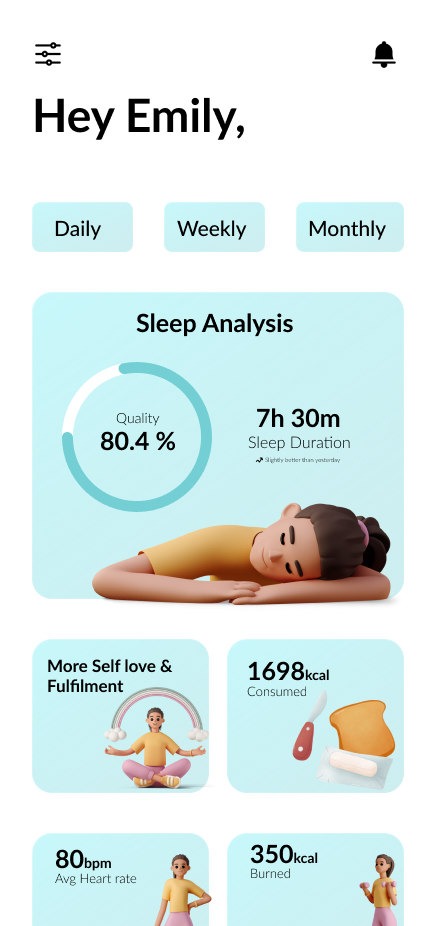 Hey Emily,
Daily
Weekly
Monthly
Sleep Analysis
Quality
80.4 %
7h 30m
Sleep Duration
Slightly better than yesterday
More Self love &
Fulfilment
1698kcal
Consumed
80bpm
Avg Heart rate
350kcal
Burned